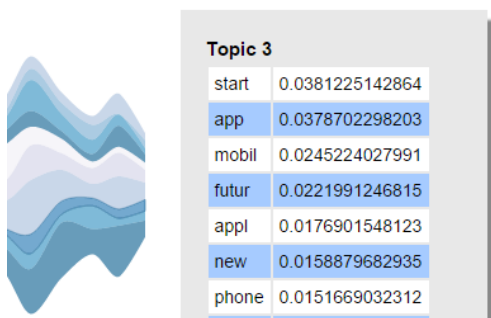 Topic 3
start 0.0381225142864
app 0.0378702298203
mobil 0.0245224027991
futur 0.0221991246815
appl 0.0176901548123
new 0.0158879682935
phone 0.0151669032312